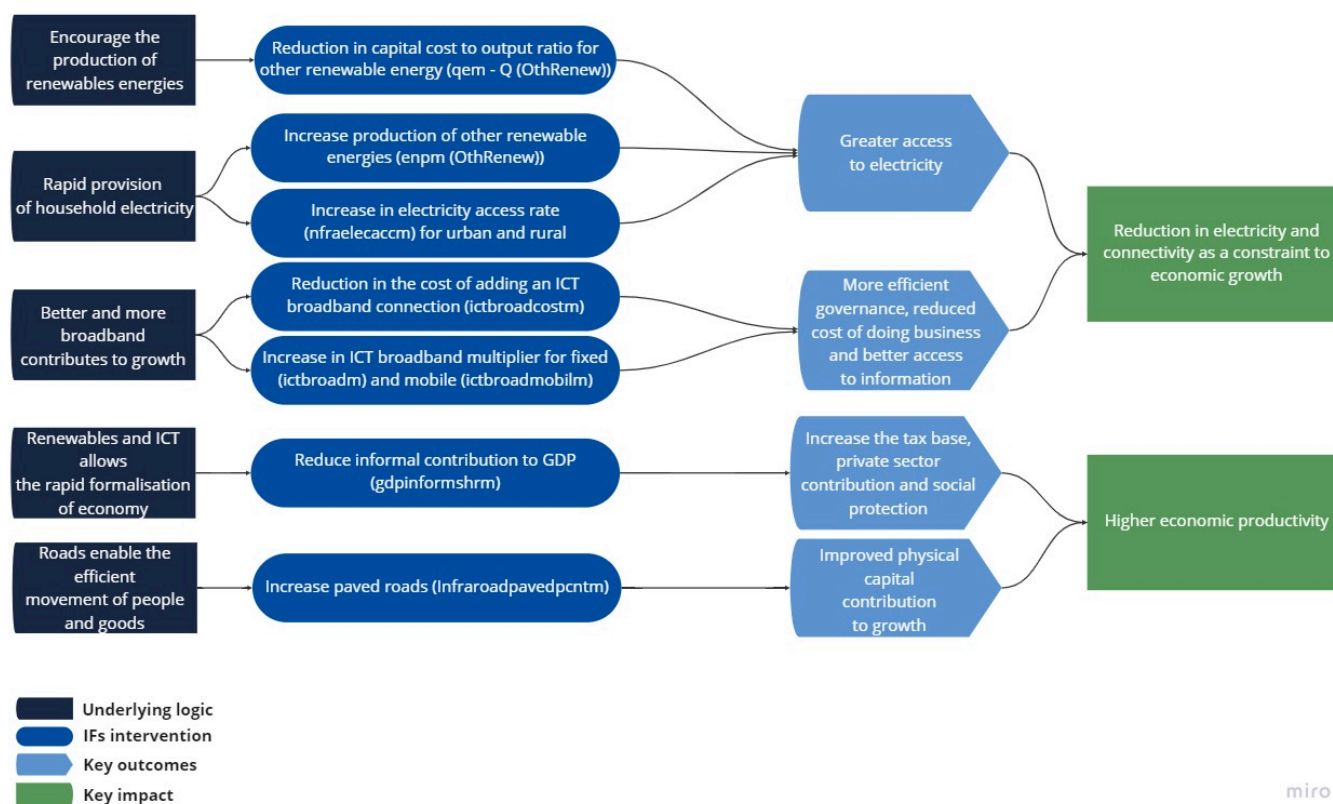 Encourage the
production of
renewables energies
Reduction in capital cost to output ratio for
other renewable energy (qem - Q (OthRenew))
Increase production of other renewable
energies (enpm (OthRenew))
Rapid provision
of household electricity
Increase in electricity access rate
(nfraelecaccm) for urban and rural
Greater access
to electricity
Reduction in electricity and
connectivity as a constraint to
economic growth
Better and more
broadband
contributes to growth
Reduction in the cost of adding an ICT
broadband connection (ictbroadcostm)
Increase in ICT broadband multiplier for fixed
(ictbroadm) and mobile (ictbroadmobilm)
More efficient
governance, reduced
cost of doing business
and better access
to information
Renewables and ICT
allows
the rapid formalisation
of economy
Reduce informal contribution to GDP
(gdpinformshrm)
Increase the tax base,
private sector
contribution and social
protection
Higher economic productivity
Roads enable the
efficient
movement of people
and goods
Increase paved roads (Infraroadpavedpcntm)
Improved physical
capital
contribution
to growth
Underlying logic
IFs intervention
Key outcomes
Key impact
miro